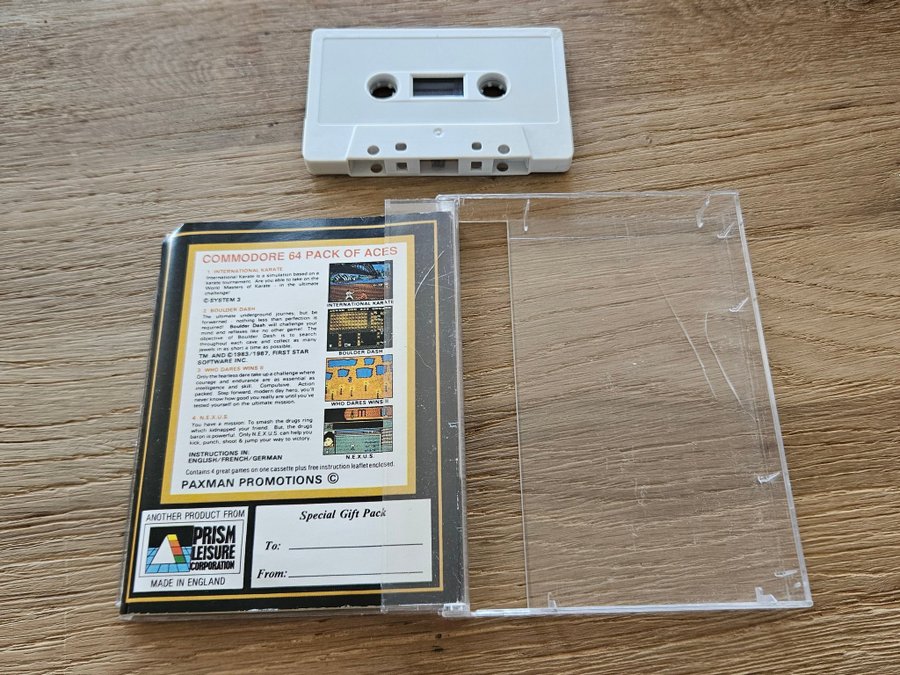 COMMODORE 64 PACK OF ACES
1 INTERNATIONAL KARATE
International Karate is a simulation based on a
karate tournament. Are you able to take on the
World Masters of Karate in the ultimate
challenge!
© SYSTEM 3
INTERNATIONAL KARATE
2 BOULDER DASH
The ultimate underground journey, but be
forewarned nothing less than perfection is
required! Boulder Dash will challenge your
mind and reflexes like no other game! The
objective of Boulder Dash is to search
throughout each cave and collect as many
jewels in as short a time as possible.
TM AND ©1983/1987, FIRST STAR
SOFTWARE INC.
BOULDER DASH
3 WHO DARES WINS II
Only the fearless dare take up a challenge where
courage and endurance are as essential as
intelligence and skill. Compulsive Action
packed. Step forward, modern day hero, you'll
never know how good you really are until you've
tested yourself on the ultimate mission.
WHO DARES WINS II
4 N.E.X.U.S.
You have a mission: To smash the drugs ring
which kidnapped your friend. But, the drugs
baron is powerful. Only N.E.X.U.S. can help you
kick, punch, shoot & jump your way to victory.
N.E.X.U.S.
INSTRUCTIONS IN:
ENGLISH/FRENCH/GERMAN
Contains 4 great games on one cassette plus free instruction leaflet enclosed.
PAXMAN PROMOTIONS ©
ANOTHER PRODUCT FROM
PRISM
LEISURE
CORPORATION
MADE IN ENGLAND
Special Gift Pack
To:
From: